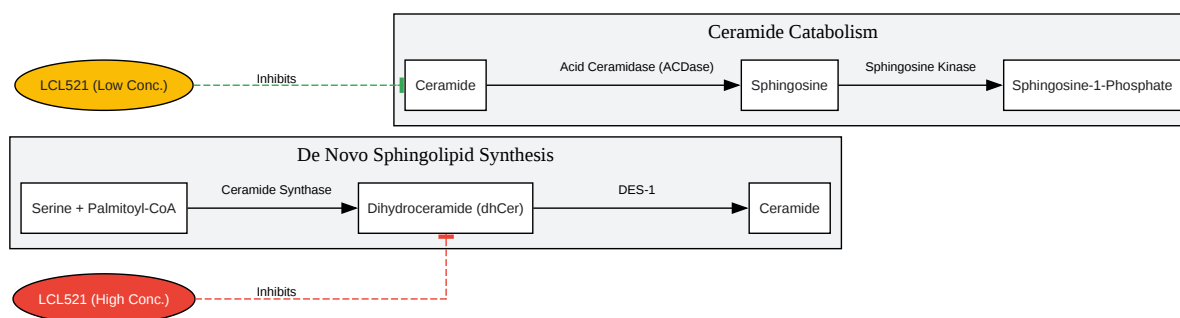 Ceramide Catabolism
LCL521 (Low Conc.)
Inhibits
Ceramide
Acid Ceramidase (ACDase)
Sphingosine
Sphingosine Kinase
Sphingosine-1-Phosphate
De Novo Sphingolipid Synthesis
Serine + Palmitoyl-CoA
Ceramide Synthase
Dihydroceramide (dhCer)
DES-1
Ceramide
LCL521 (High Conc.)
Inhibits